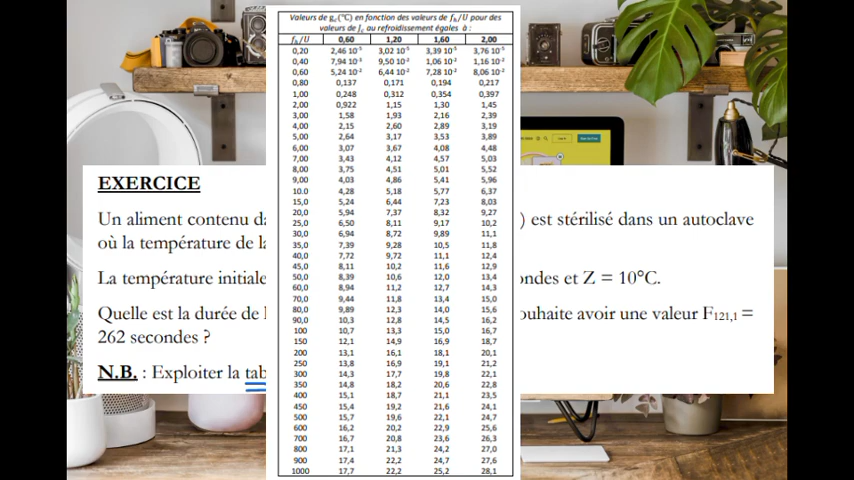 Valeurs de gc(°C) en fonction des valeurs de fh/U pour des
valeurs de jc au refroidissement égales à :
fh/U 0,60 1,20 1,60 2,00
0,20 2,46 10-5 3,02 10-5 3,39 10-5 3,76 10-5
0,40 7,94 10-3 9,50 10-2 1,06 10-2 1,16 10-2
0,60 5,24 10-2 6,44 10-2 7,28 10-2 8,06 10-2
0,80 0,137 0,171 0,194 0,217
1,00 0,248 0,312 0,354 0,397
2,00 0,922 1,15 1,30 1,45
3,00 1,58 1,93 2,16 2,39
4,00 2,15 2,60 2,89 3,19
5,00 2,64 3,17 3,53 3,89
6,00 3,07 3,67 4,08 4,48
7,00 3,43 4,12 4,57 5,03
8,00 3,75 4,51 5,01 5,52
9,00 4,03 4,86 5,41 5,96
10.0 4,28 5,18 5,77 6,37
15,0 5,24 6,44 7,23 8,03
20,0 5,94 7,37 8,32 9,27
25,0 6,50 8,11 9,17 10,2
30,0 6,94 8,72 9,89 11,1
35,0 7,39 9,28 10,5 11,8
40,0 7,72 9,72 11,1 12,4
45,0 8,11 10,2 11,6 12,9
50,0 8,39 10,6 12,0 13,4
60,0 8,94 11,2 12,7 14,3
70,0 9,44 11,8 13,4 15,0
80,0 9,89 12,3 14,0 15,6
90,0 10,3 12,8 14,5 16,2
100 10,7 13,3 15,0 16,7
150 12,1 14,9 16,9 18,7
200 13,1 16,1 18,1 20,1
250 13,8 16,9 19,1 21,2
300 14,3 17,7 19,8 22,1
350 14,8 18,2 20,6 22,8
400 15,1 18,7 21,1 23,5
450 15,4 19,2 21,6 24,1
500 15,7 19,6 22,1 24,7
600 16,2 20,2 22,9 25,6
700 16,7 20,8 23,6 26,3
800 17,1 21,3 24,2 27,0
900 17,4 22,2 24,7 27,6
1000 17,7 22,2 25,2 28,1
EXERCICE
Un aliment contenu da ) est stérilisé dans un autoclave
où la température de la
La température initiale ondes et Z = 10°C.
Quelle est la durée de ouhaite avoir une valeur F121,1 =
262 secondes ?
N.B. : Exploiter la tab